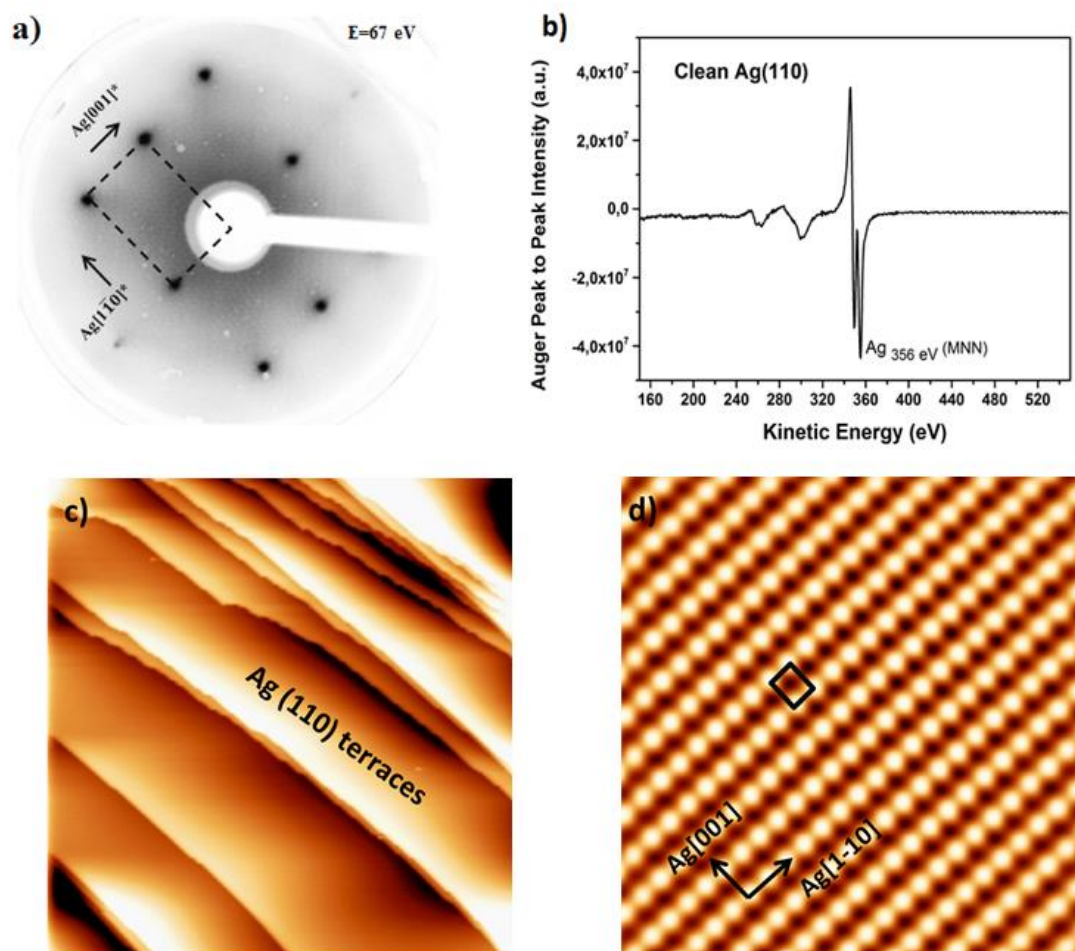 a)
E=67 eV
Ag[001]*
Ag[11̅0]*
b)
Clean Ag(110)
Auger Peak to Peak Intensity (a.u.)
4,0x10⁷
2,0x10⁷
0,0
-2,0x10⁷
-4,0x10⁷
Ag 356 eV (MNN)
160 200 240 280 320 360 400 440 480 520
Kinetic Energy (eV)
c)
Ag (110) terraces
d)
Ag[001]
Ag[1-10]